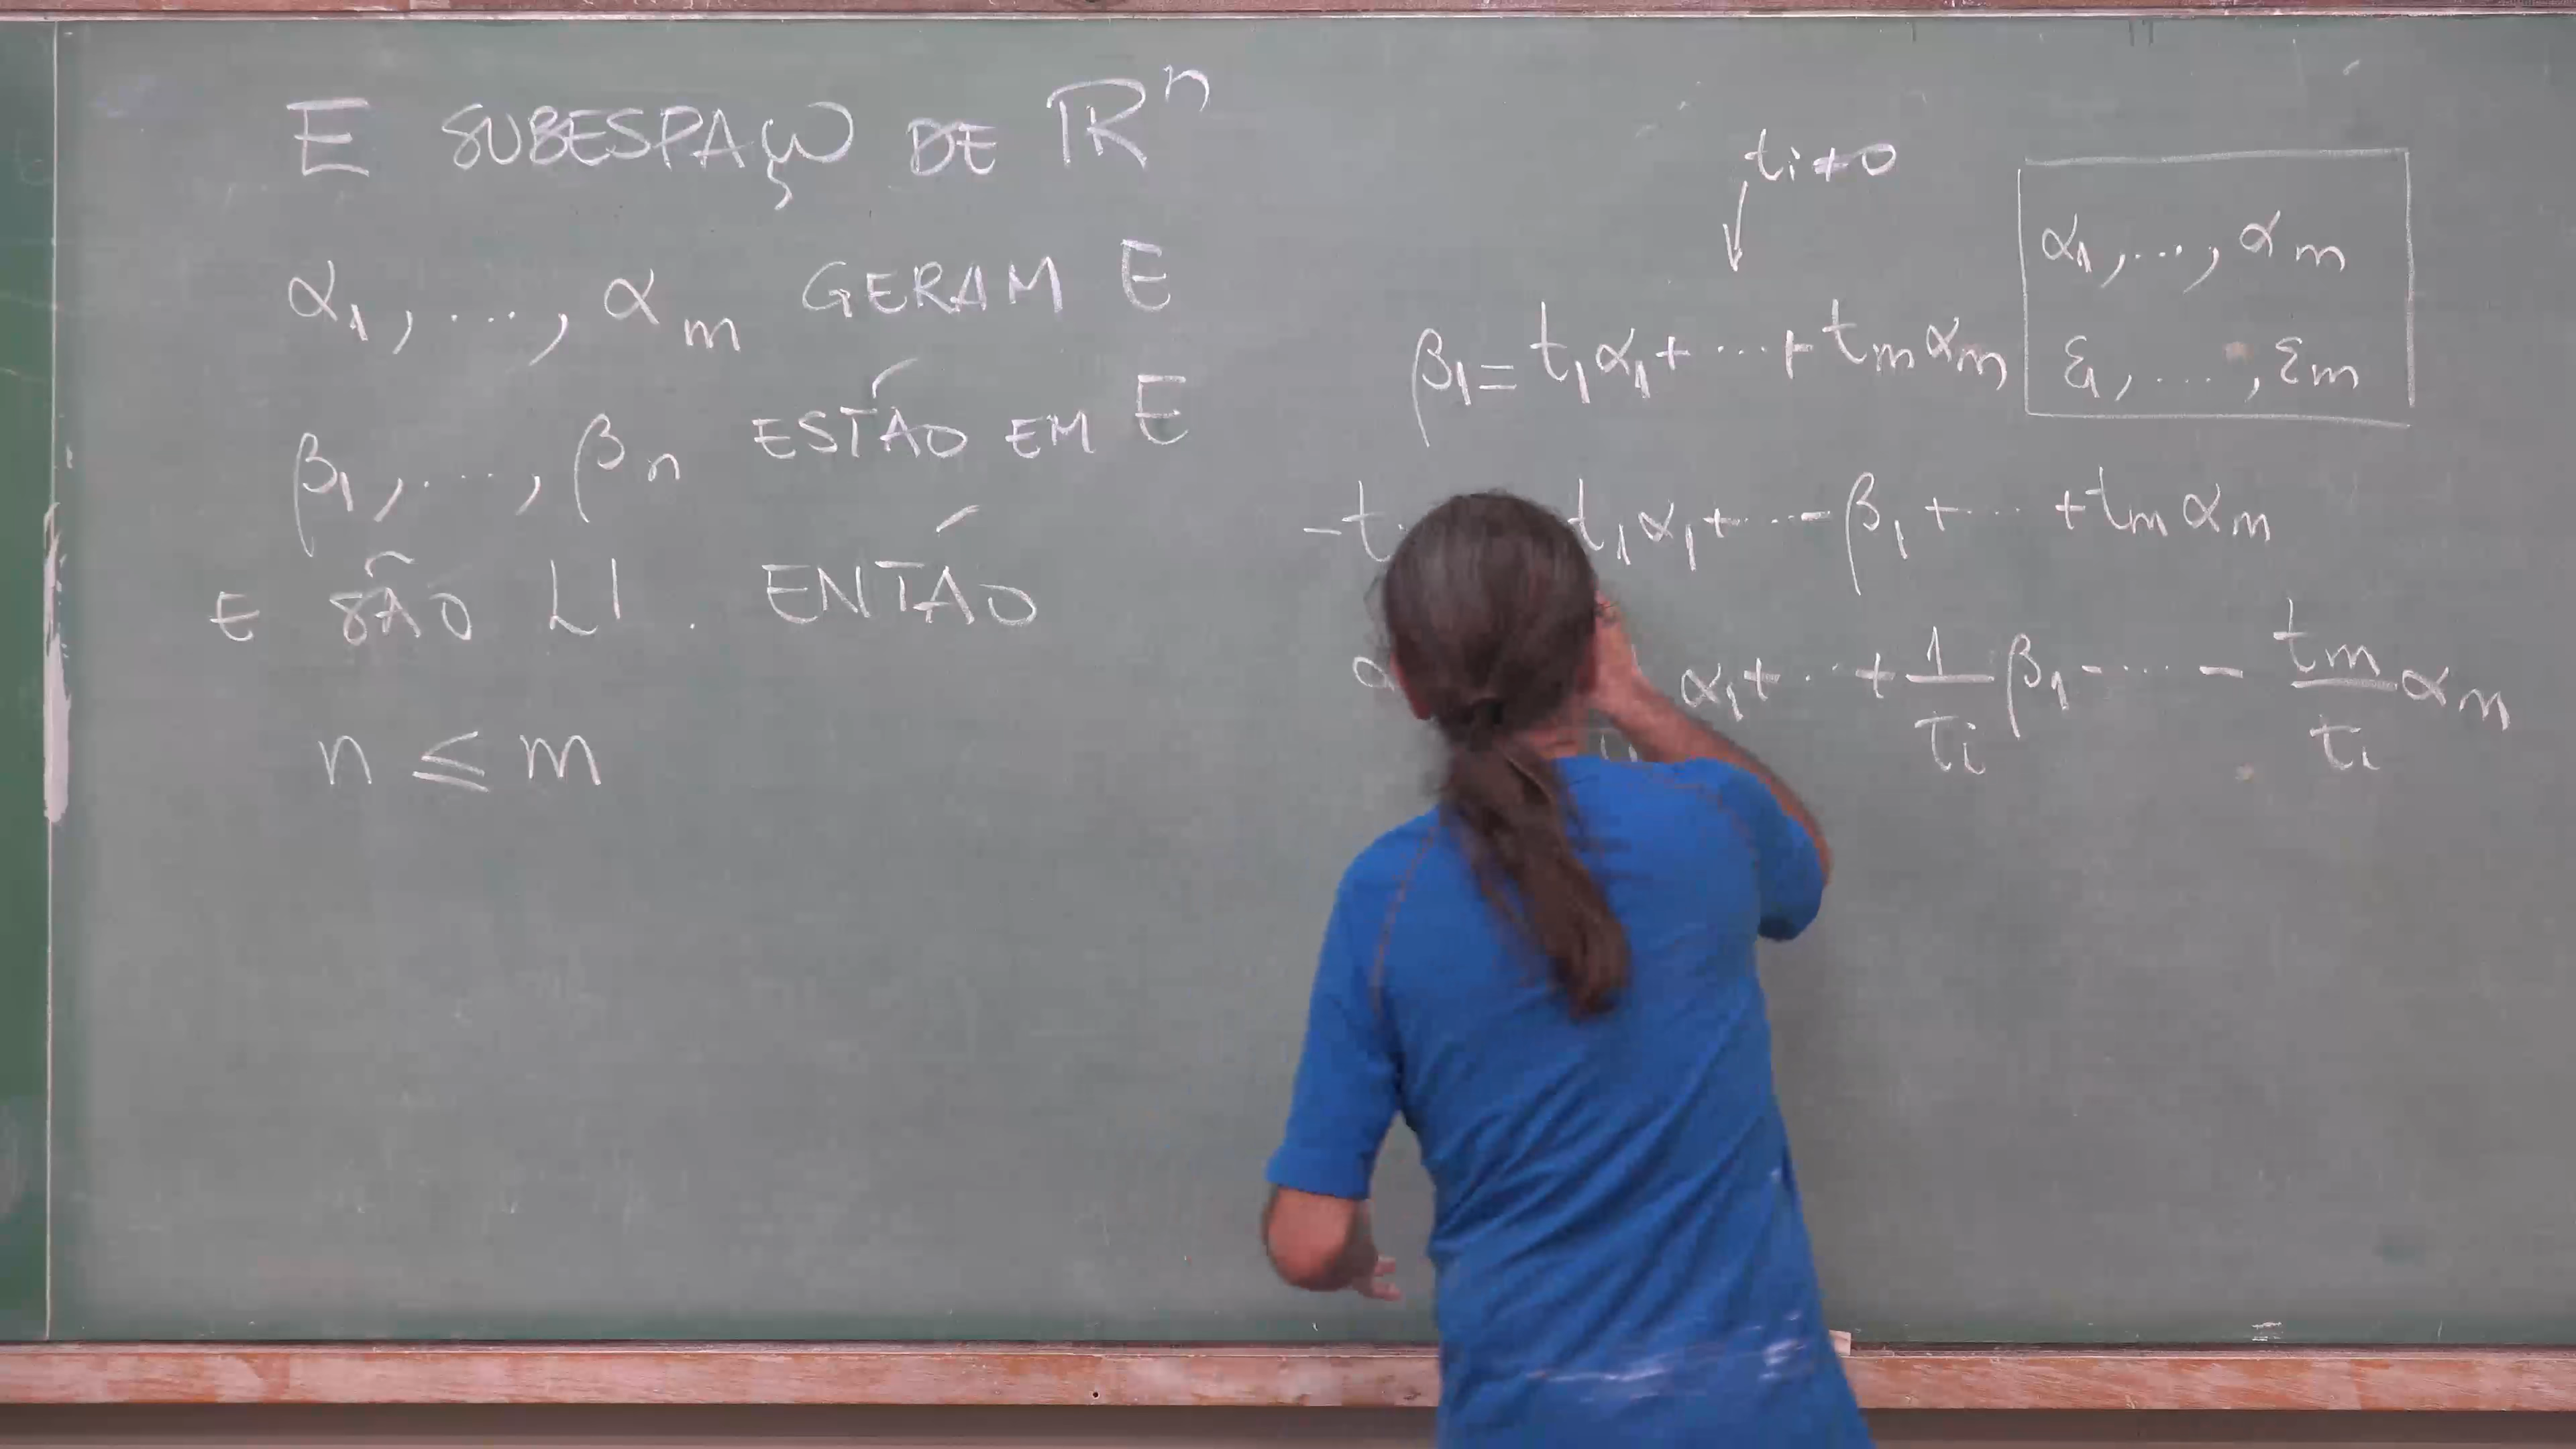 E SUBESPAÇO DE ℝⁿ
α₁, ..., αₘ GERAM E
β₁, ..., βₙ ESTÃO EM E
E SÃO LI. ENTÃO
n ≤ m
tᵢ ≠ 0
↓
β₁ = t₁α₁ + ... + tₘαₘ
α₁, ..., αₘ
ε₁, ..., εₘ
-t t₁α₁ + ... - β₁ + ... + tₘαₘ
α₁ + ... + 1/tᵢ β₁ - ... - tₘ/tᵢ αₘ